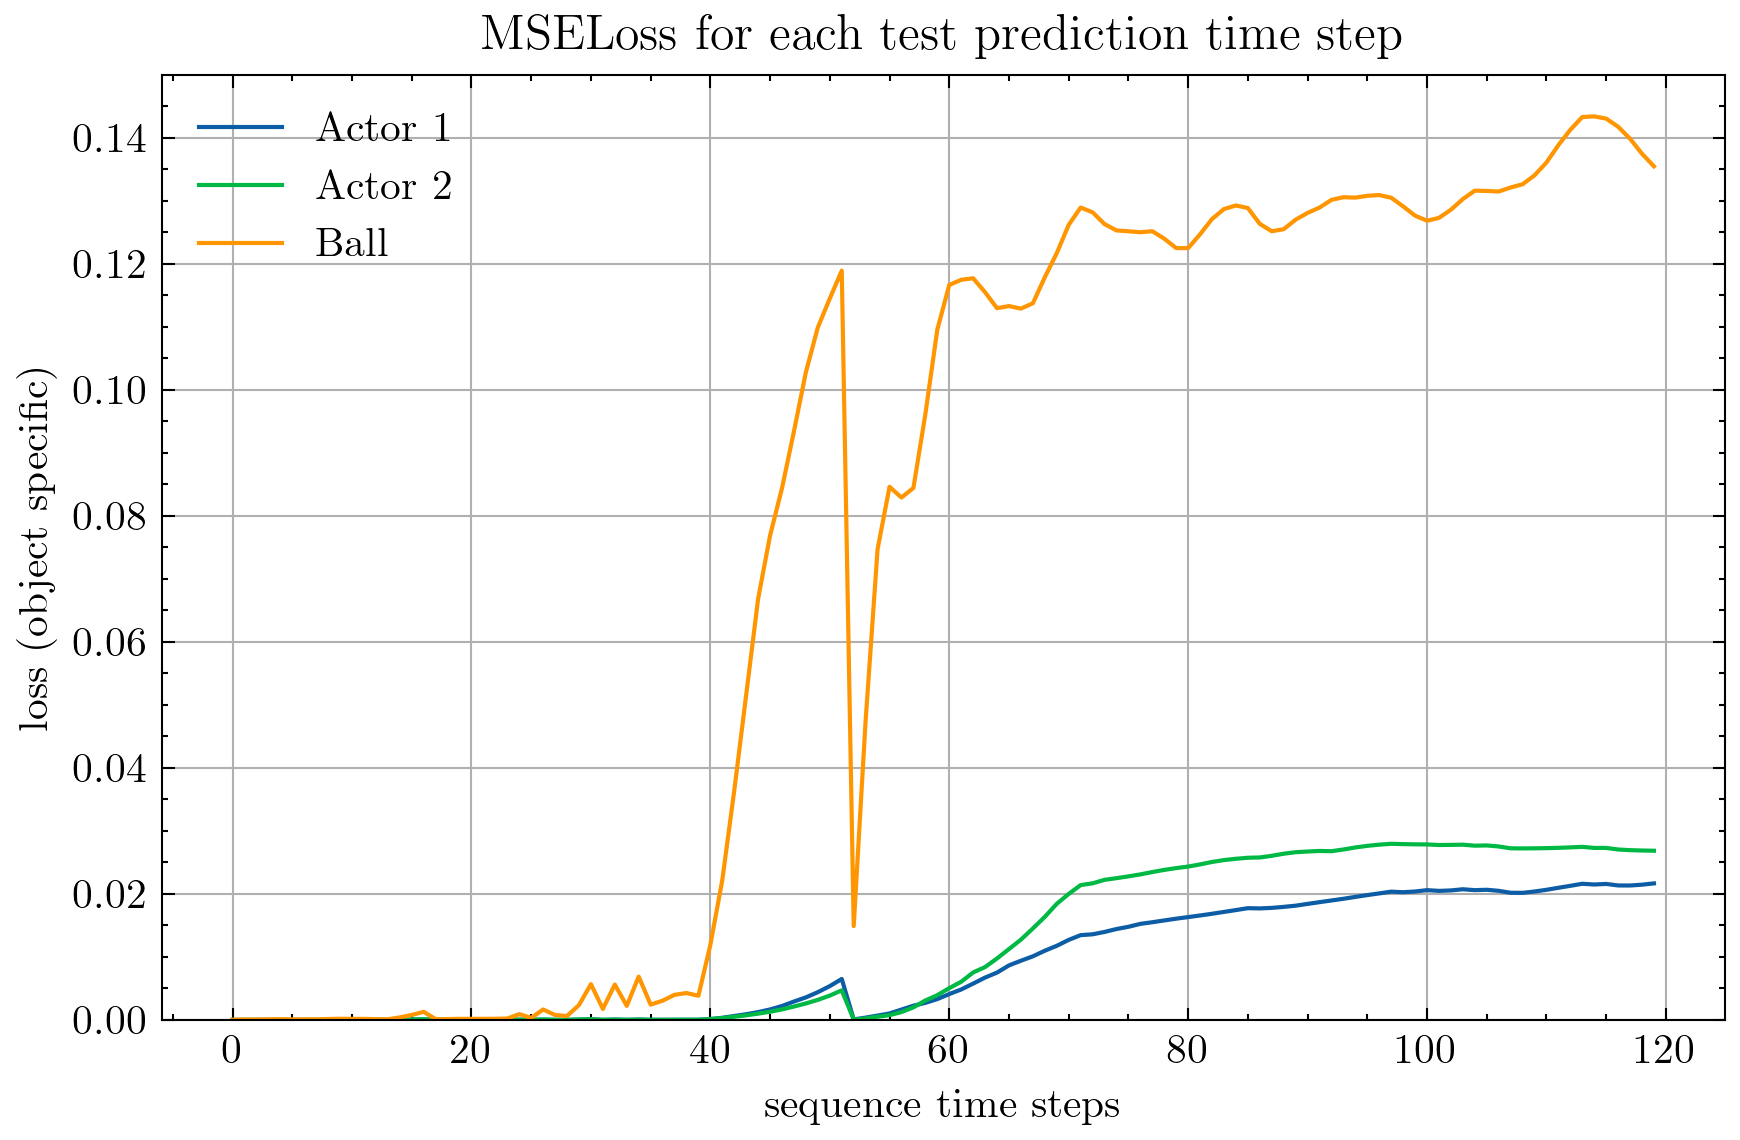 MSELoss for each test prediction time step
Actor 1
Actor 2
Ball
loss (object specific)
0.14
0.12
0.10
0.08
0.06
0.04
0.02
0.00
0 20 40 60 80 100 120
sequence time steps